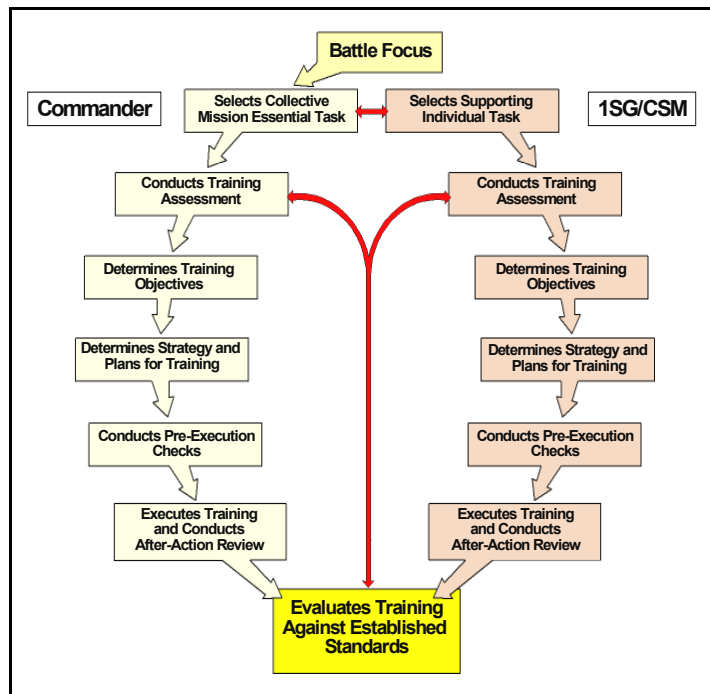 Battle Focus
Commander
Selects Collective
Mission Essential Task
Selects Supporting
Individual Task
1SG/CSM
Conducts Training
Assessment
Conducts Training
Assessment
Determines Training
Objectives
Determines Training
Objectives
Determines Strategy and
Plans for Training
Determines Strategy and
Plans for Training
Conducts Pre-Execution
Checks
Conducts Pre-Execution
Checks
Executes Training
and Conducts
After-Action Review
Executes Training
and Conducts
After-Action Review
Evaluates Training
Against Established
Standards